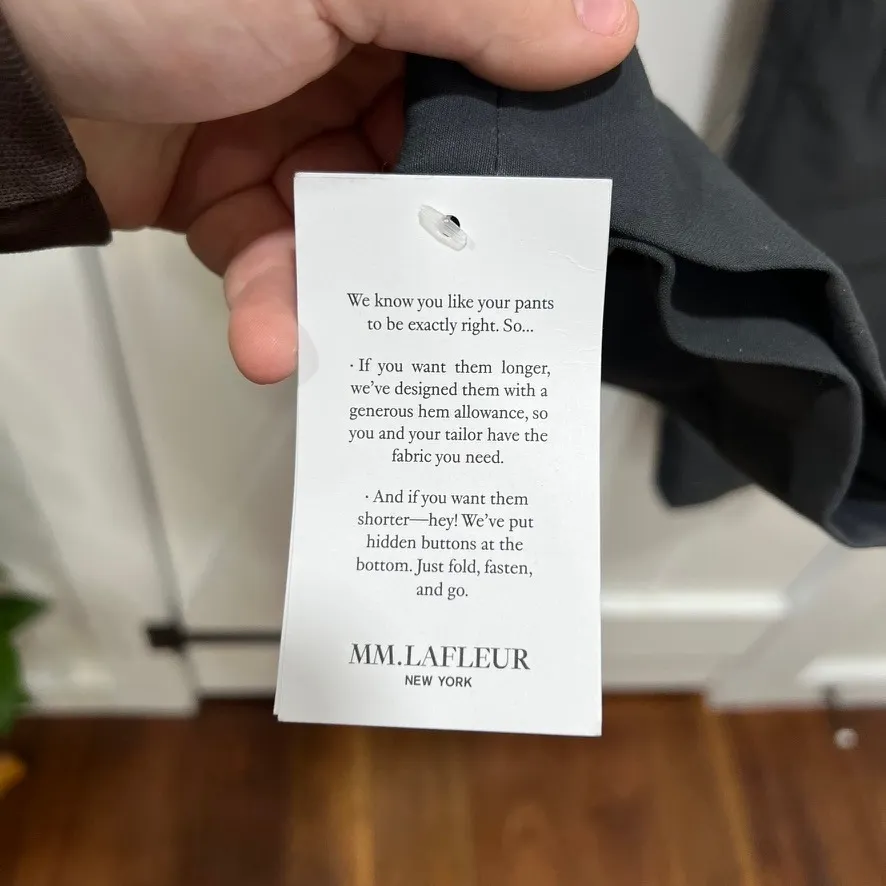 We know you like your pants
to be exactly right. So...
· If you want them longer,
we’ve designed them with a
generous hem allowance, so
you and your tailor have the
fabric you need.
· And if you want them
shorter—hey! We’ve put
hidden buttons at the
bottom. Just fold, fasten,
and go.
MM.LAFLEUR
NEW YORK